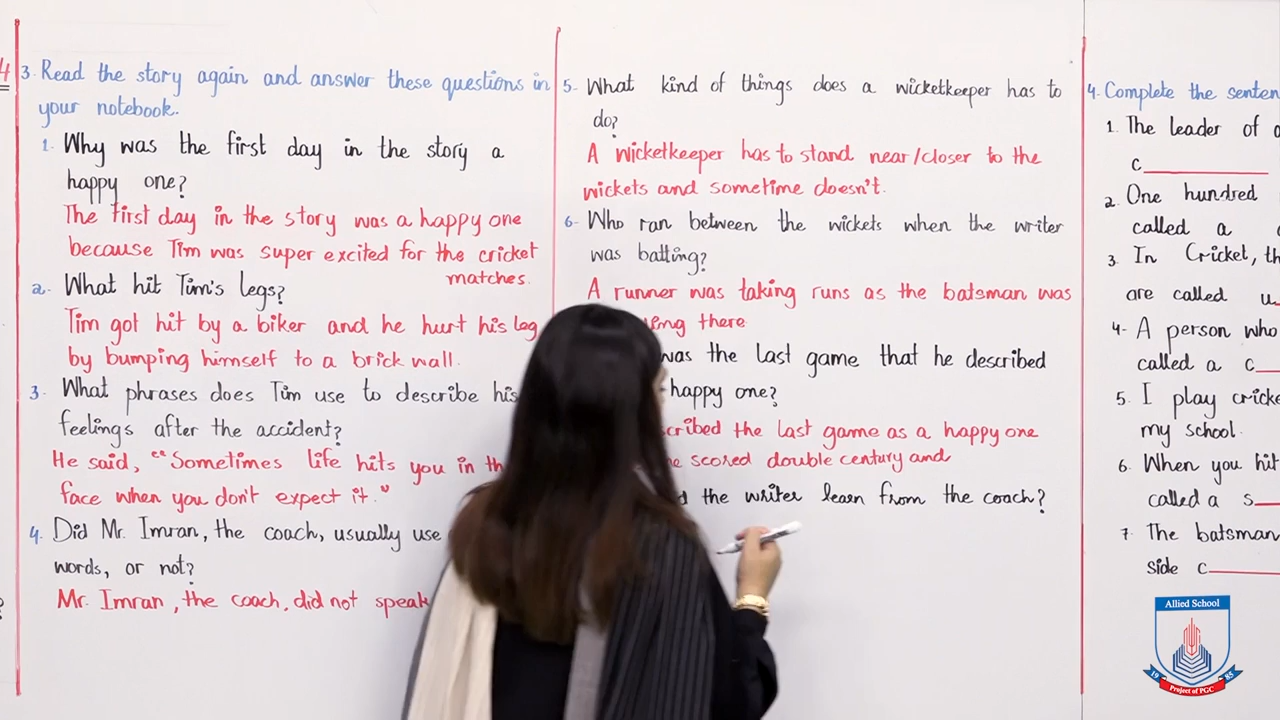 4
3. Read the story again and answer these questions in
your notebook.
1. Why was the first day in the story a
happy one?
The first day in the story was a happy one
because Tim was super excited for the cricket
matches.
2. What hit Tim's legs?
Tim got hit by a biker and he hurt his leg
by bumping himself to a brick wall.
3. What phrases does Tim use to describe his
feelings after the accident?
He said, "Sometimes life hits you in
face when you don't expect it."
4. Did Mr. Imran, the coach, usually use
words, or not?
Mr. Imran, the coach, did not speak
5- What kind of things does a wicketkeeper has to
do?
A wicketkeeper has to stand near/closer to the
wickets and sometime doesn't.
6- Who ran between the wickets when the writer
was batting?
A runner was taking runs as the batsman was
there
was the last game that he described
happy one?
the last game as a happy one
scored double century and
the writer learn from the coach?
4. Complete the
1. The leader of
c
2. One hundred
called a
3. In Cricket,
are called
4- A person who
called a c
5. I play
my school.
6. When you hit
called a s
7. The batsman
side c
Allied School
1985
Project of PGC